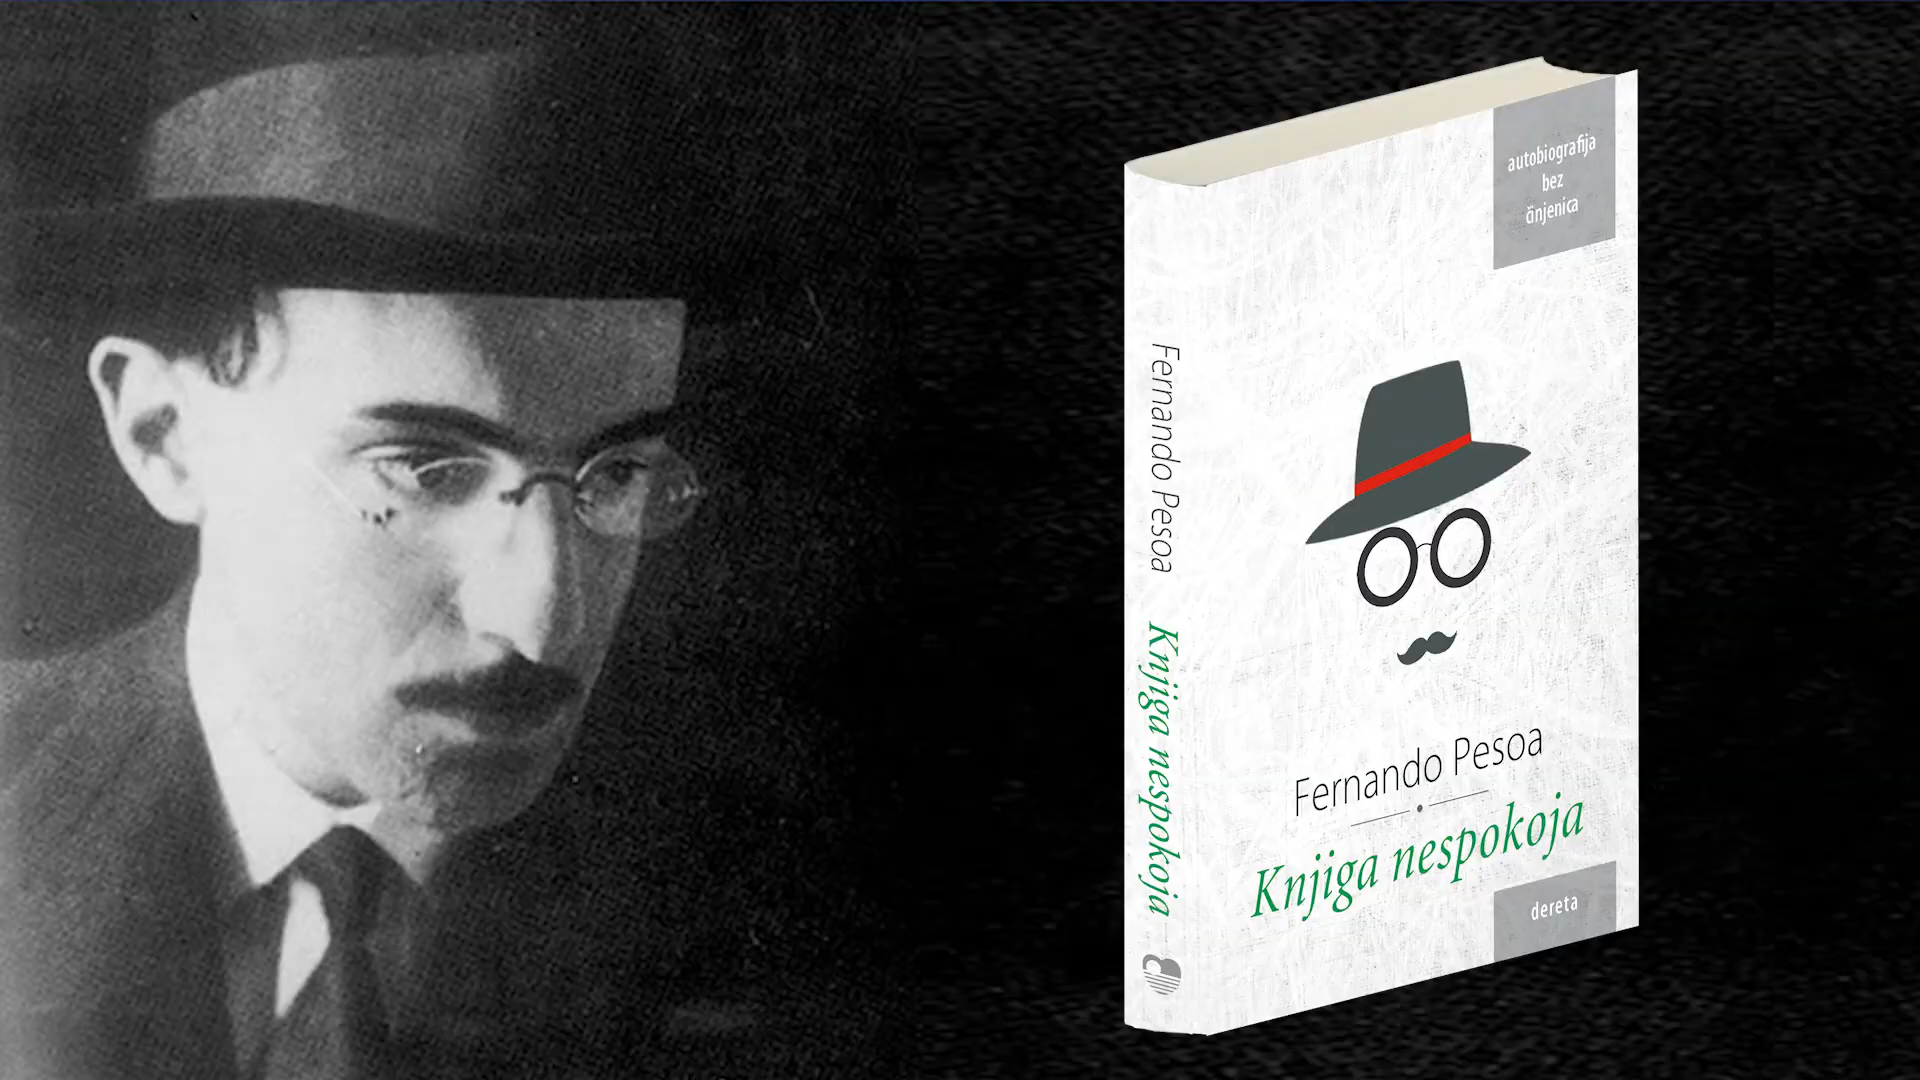 Fernando Pesoa
Knjiga nespokoja
autobiografija
bez
činjenica
Fernando Pesoa
Knjiga nespokoja
dereta